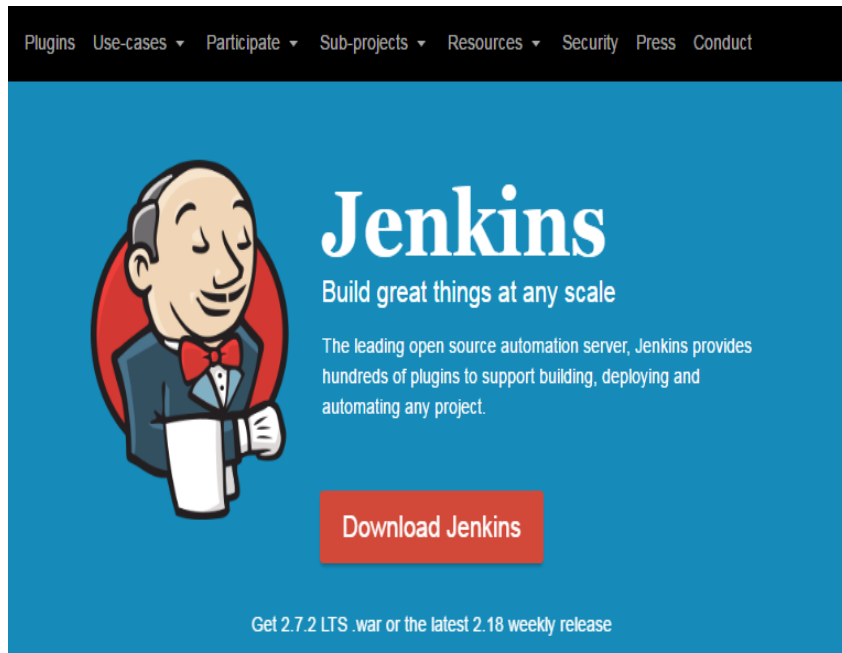 Plugins Use-cases Participate Sub-projects Resources Security Press Conduct
Jenkins
Build great things at any scale
The leading open source automation server, Jenkins provides
hundreds of plugins to support building, deploying and
automating any project.
Download Jenkins
Get 2.7.2 LTS .war or the latest 2.18 weekly release